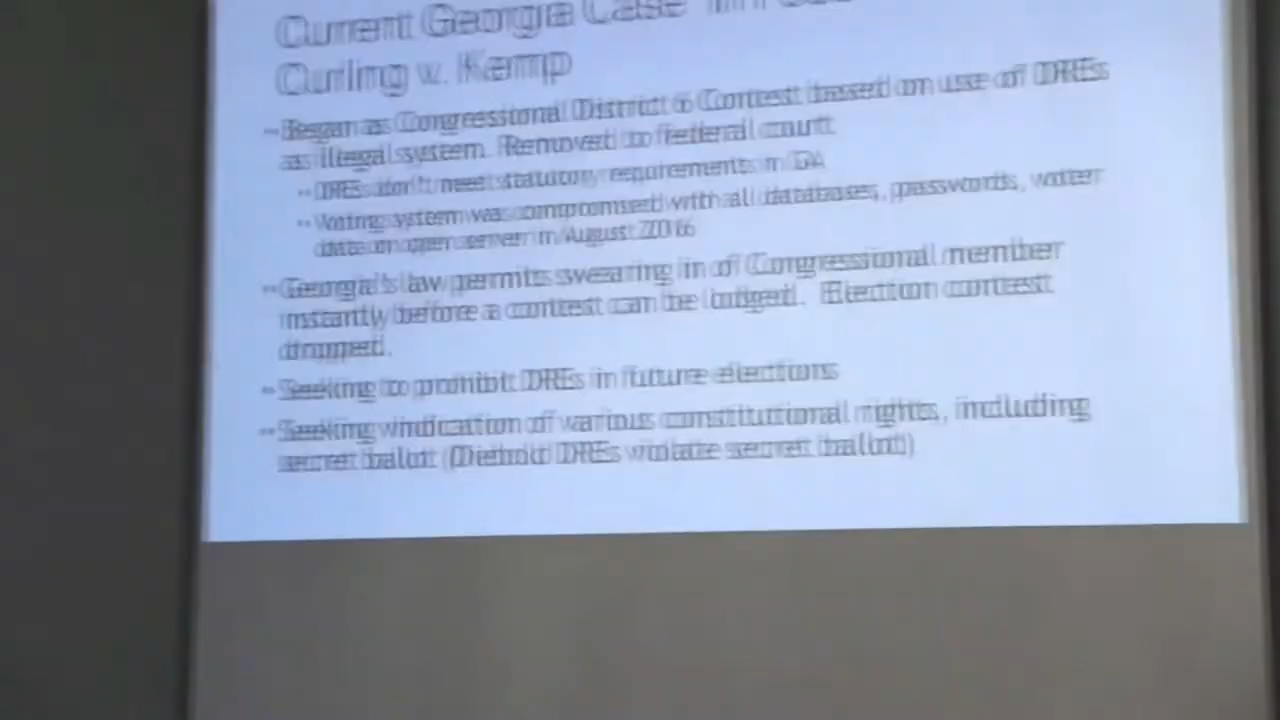 Current Georgia Case
Curling v. Kemp
- Began as Congressional District 6 Contest based on use of DREs
as illegal system. Removed to federal court.
- DREs don't meet statutory requirements in GA
- Voting system was compromised with all databases, passwords, voter
data on open server in August 2016
- Georgia's law permits swearing in of Congressional member
instantly before a contest can be lodged. Election contest
dropped.
- Seeking to prohibit DREs in future elections
- Seeking vindication of various constitutional rights, including
secret ballot (Diebold DREs violate secret ballot)